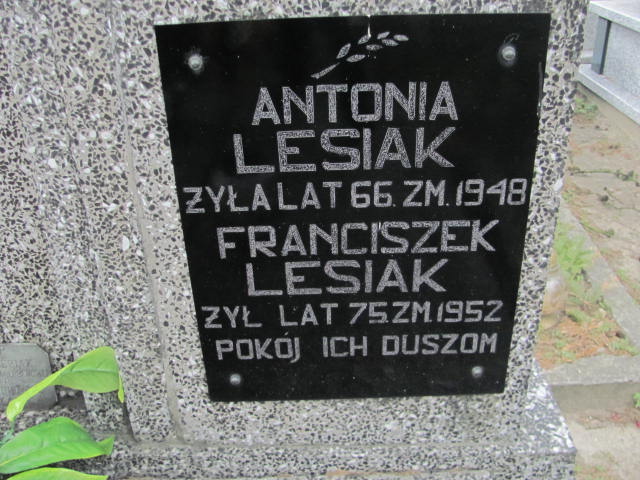 ANTONIA
LESIAK
ŻYŁA LAT 66. ZM. 1948
FRANCISZEK
LESIAK
ŻYŁ LAT 75. ZM. 1952
POKÓJ ICH DUSZOM